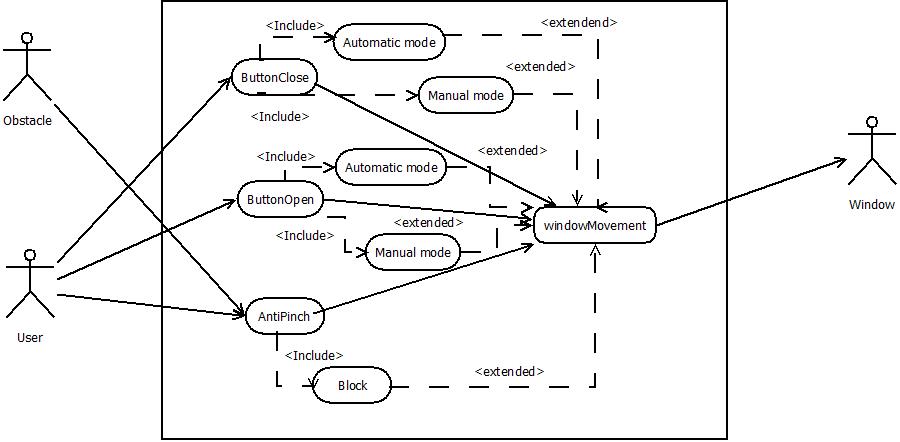 <Include>
<extendend>
Automatic mode
<extended>
ButtonClose
Manual mode
<Include>
Obstacle
<Include>
<extended>
Automatic mode
ButtonOpen
Window
<extended>
<Include>
windowMovement
Manual mode
AntiPinch
User
<Include>
<extended>
Block